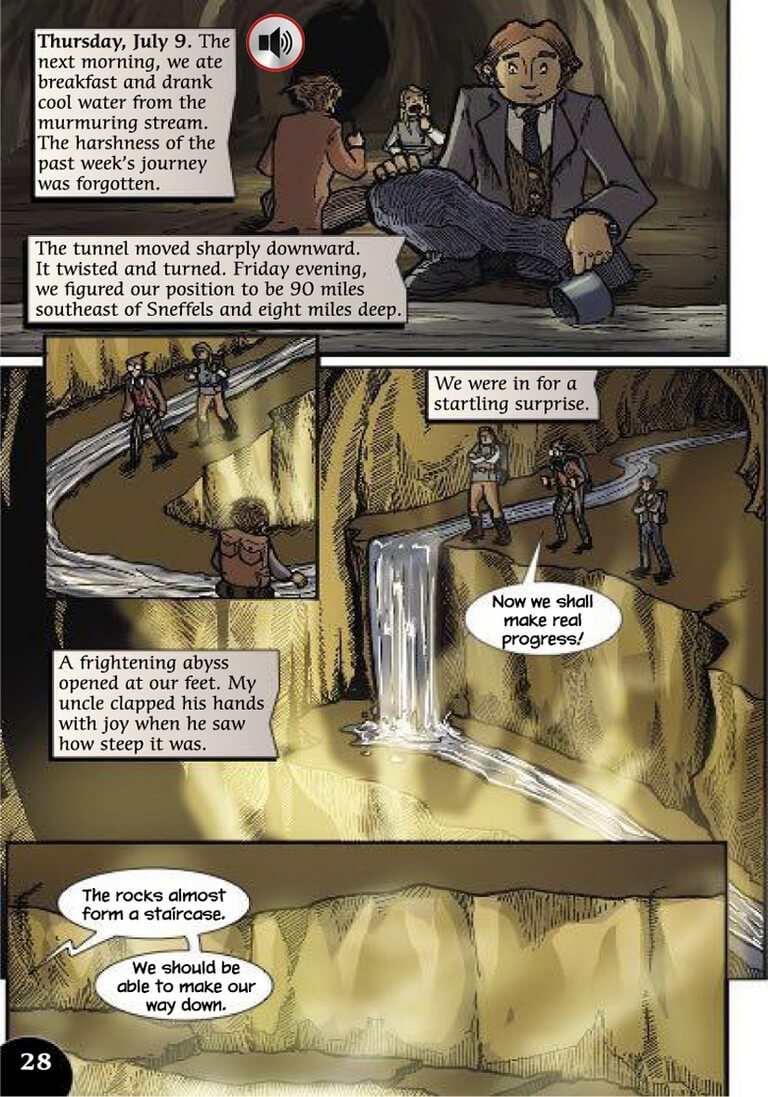 Thursday, July 9. The
next morning, we ate
breakfast and drank
cool water from the
murmuring stream.
The harshness of the
past week's journey
was forgotten.
The tunnel moved sharply downward.
It twisted and turned. Friday evening,
we figured our position to be 90 miles
southeast of Sneffels and eight miles deep.
We were in for a
startling surprise.
Now we shall
make real
progress!
A frightening abyss
opened at our feet. My
uncle clapped his hands
with joy when he saw
how steep it was.
The rocks almost
form a staircase.
We should be
able to make our
way down.
28